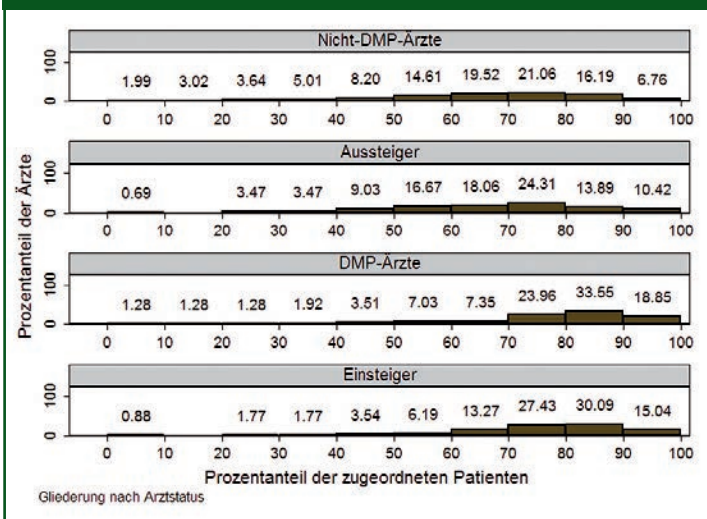 Nicht-DMP-Ärzte
100
1.99 3.02 3.64 5.01 8.20 14.61 19.52 21.06 16.19 6.76
0
0 10 20 30 40 50 60 70 80 90 100
Aussteiger
100
0.69 3.47 3.47 9.03 16.67 18.06 24.31 13.89 10.42
0
0 10 20 30 40 50 60 70 80 90 100
DMP-Ärzte
100
1.28 1.28 1.28 1.92 3.51 7.03 7.35 23.96 33.55 18.85
0
0 10 20 30 40 50 60 70 80 90 100
Einsteiger
100
0.88 1.77 1.77 3.54 6.19 13.27 27.43 30.09 15.04
0
0 10 20 30 40 50 60 70 80 90 100
Prozentanteil der Ärzte
Prozentanteil der zugeordneten Patienten
Gliederung nach Arztstatus